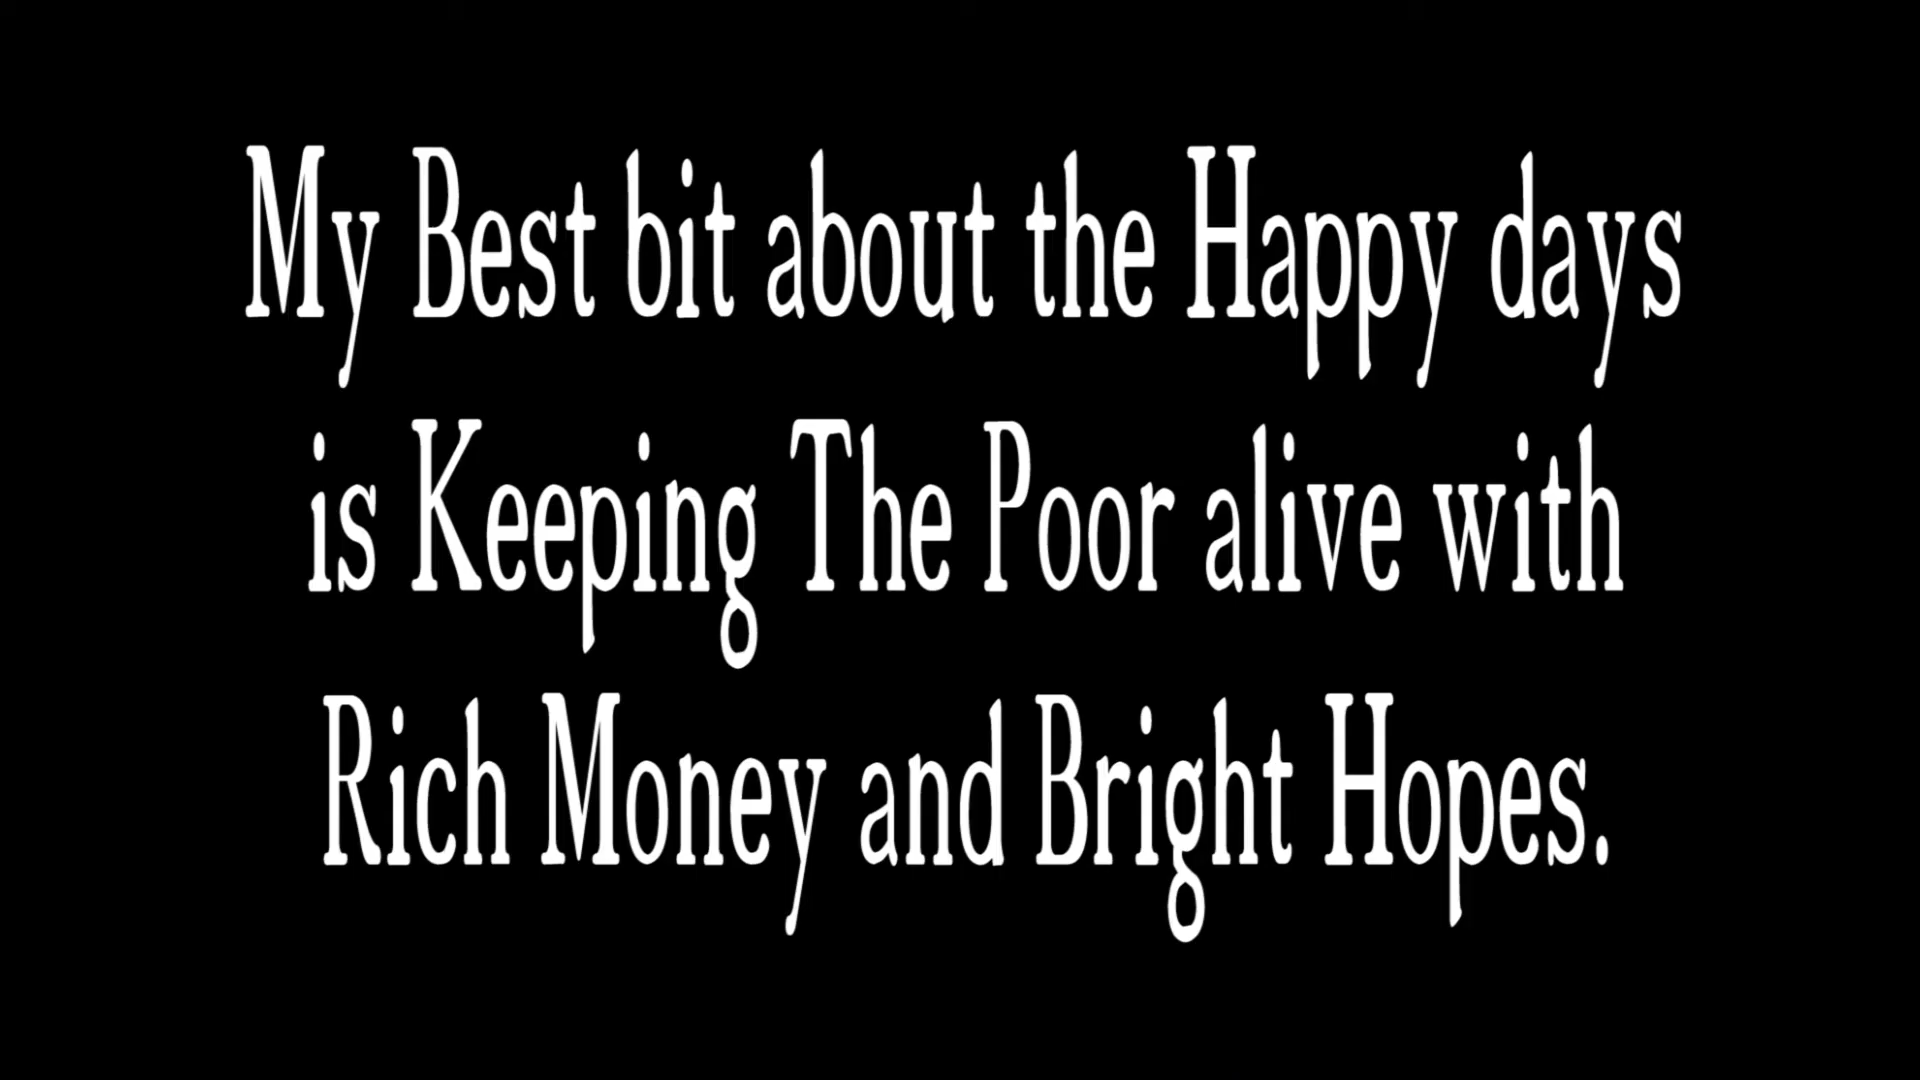 My Best bit about the Happy days
is Keeping The Poor alive with
Rich Money and Bright Hopes.